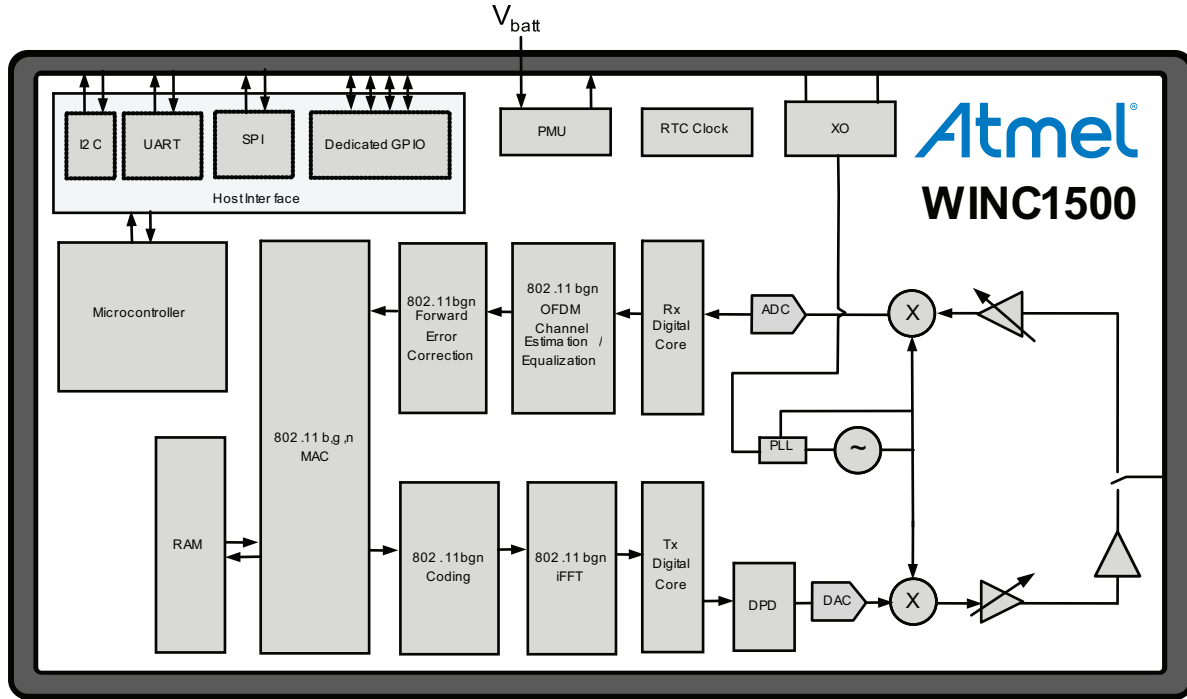 Vbatt
I2C
UART
SPI
Dedicated GPIO
Host Interface
PMU
RTC Clock
XO
Atmel®
WINC1500
Microcontroller
802.11 b,g,n
MAC
802.11bgn
Forward
Error
Correction
802.11 bgn
OFDM
Channel
Estimation /
Equalization
Rx
Digital
Core
ADC
X
PLL
~
RAM
802.11bgn
Coding
802.11 bgn
iFFT
Tx
Digital
Core
DPD
DAC
X